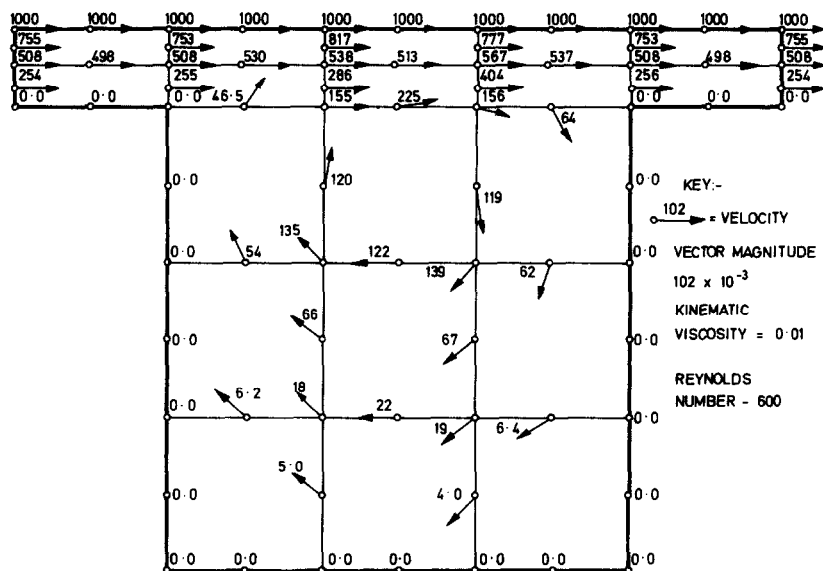 1000 1000 1000 1000 1000 1000 1000 1000 1000 1000 1000
755 753 817 777 753 755
508 498 508 530 538 513 567 537 508 498 508
254 255 286 404 256 254
0·0 0·0 0·0 46·5 155 225 156 64 0·0 0·0 0·0
0·0 120 119 0·0
KEY:-
102 = VELOCITY
VECTOR MAGNITUDE
102 x 10⁻³
KINEMATIC
VISCOSITY = 0·01
REYNOLDS
NUMBER - 600
0·0 54 135 122 139 62 0·0
66 67 0·0
0·0 6·2 18 22 19 6·4 0·0
0·0 5·0 4·0 0·0
0·0 0·0 0·0 0·0 0·0 0·0 0·0